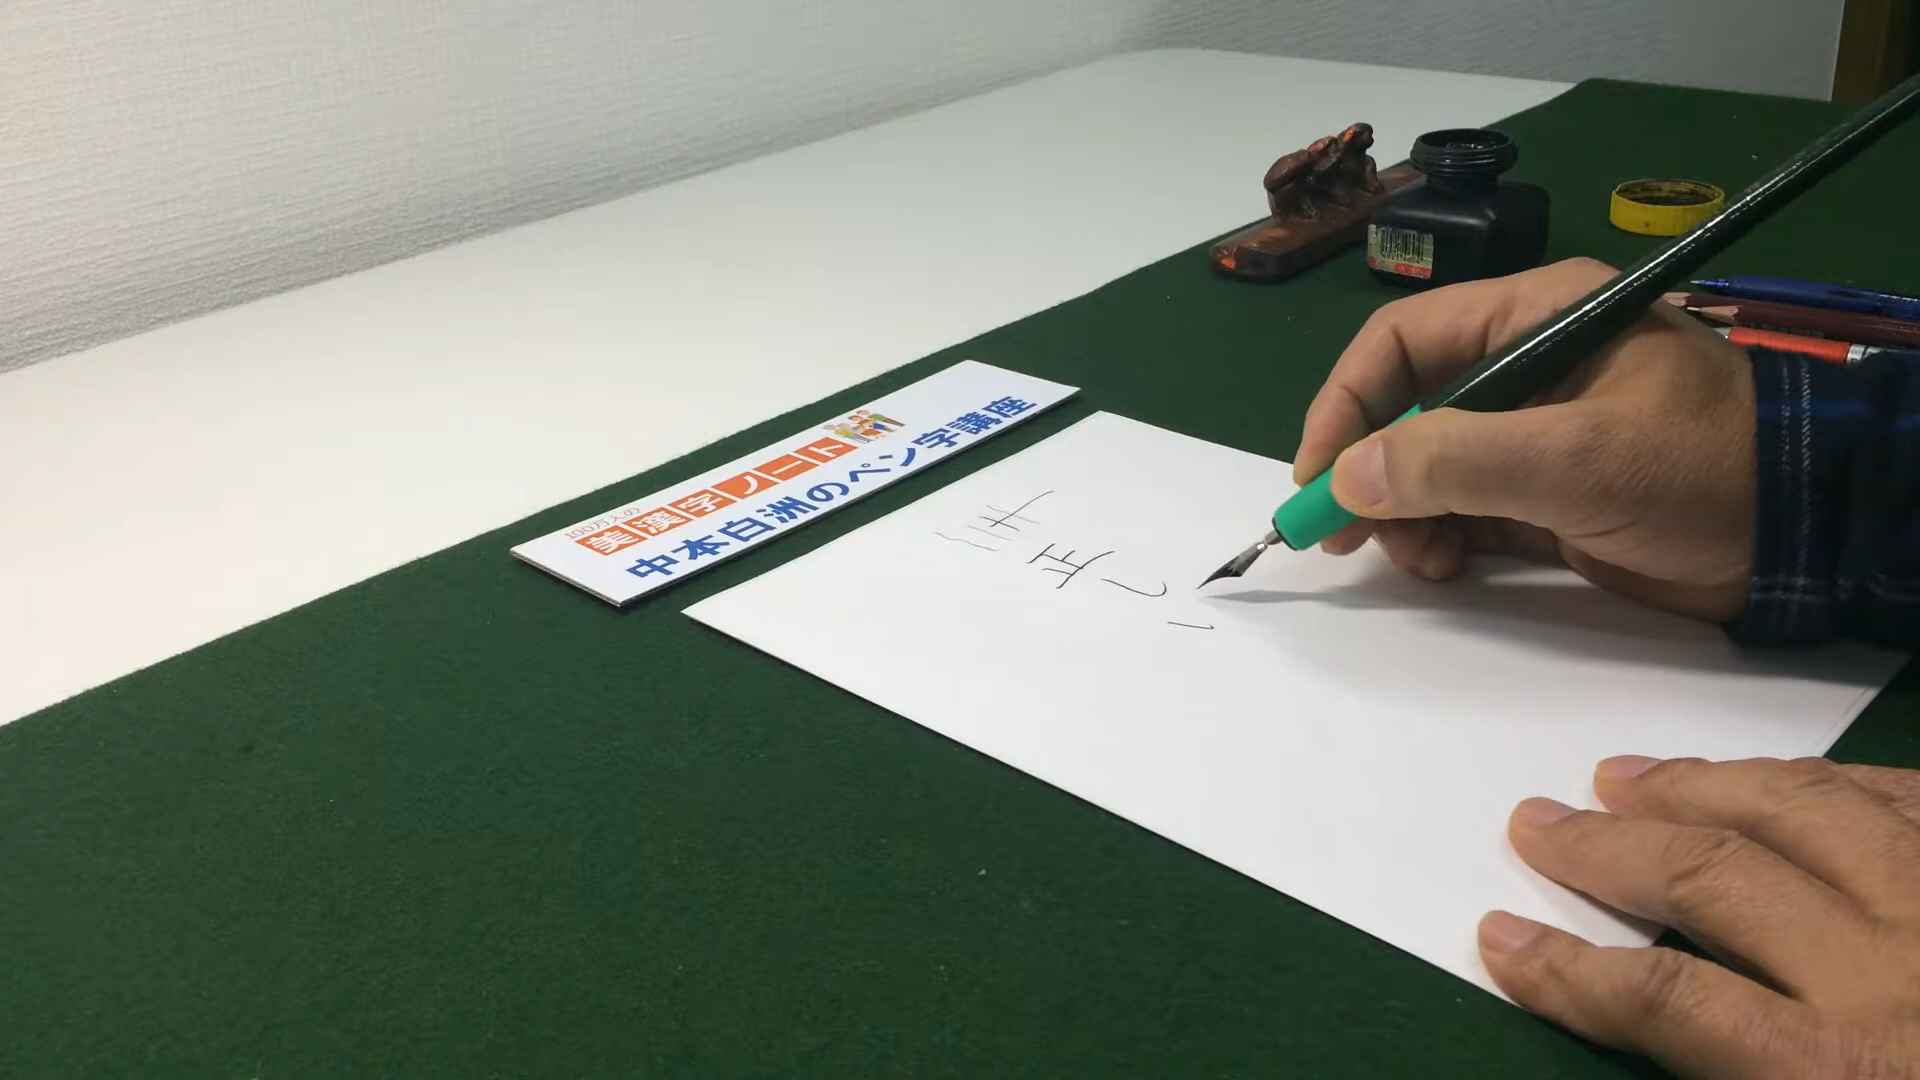 100万人の
美漢字ノート
中本白洲のペン字講座
正しい